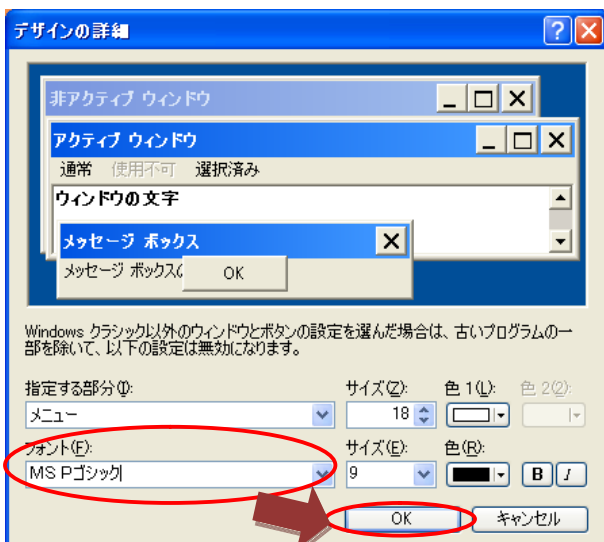 デザインの詳細
非アクティブ ウィンドウ
アクティブ ウィンドウ
通常 使用不可 選択済み
ウィンドウの文字
メッセージ ボックス
メッセージ ボックスの
OK
Windows クラシック以外のウィンドウとボタンの設定を選んだ場合は、古いプログラムの一
部を除いて、以下の設定は無効になります。
指定する部分(I): サイズ(Z): 色 1(L): 色 2(2):
メニュー 18
フォント(F): サイズ(E): 色(R):
MS Pゴシック 9 B I
OK キャンセル